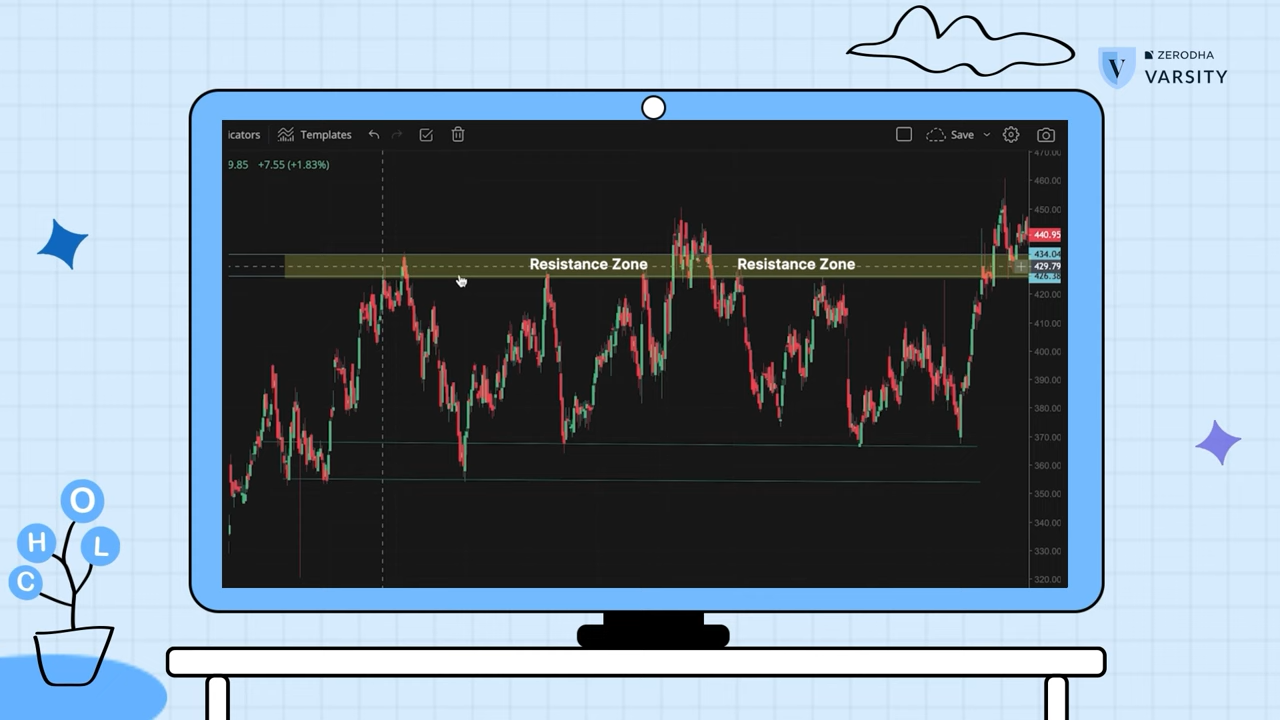 ZERODHA
VARSITY
V
icators Templates Save
9.85 +7.55 (+1.83%)
470.00
460.00
450.00
440.95
434.04
429.79
420.00
410.00
400.00
390.00
380.00
370.00
360.00
350.00
340.00
330.00
320.00
Resistance Zone Resistance Zone
O
H
L
C